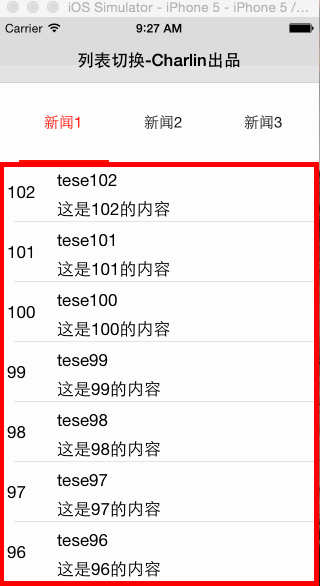 iOS Simulator - iPhone 5 - iPhone 5 /...
Carrier 9:27 AM
列表切换-Charlin出品
新闻1 新闻2 新闻3
tese102
102
这是102的内容
tese101
101
这是101的内容
tese100
100
这是100的内容
tese99
99
这是99的内容
tese98
98
这是98的内容
tese97
97
这是97的内容
tese96
96
这是96的内容